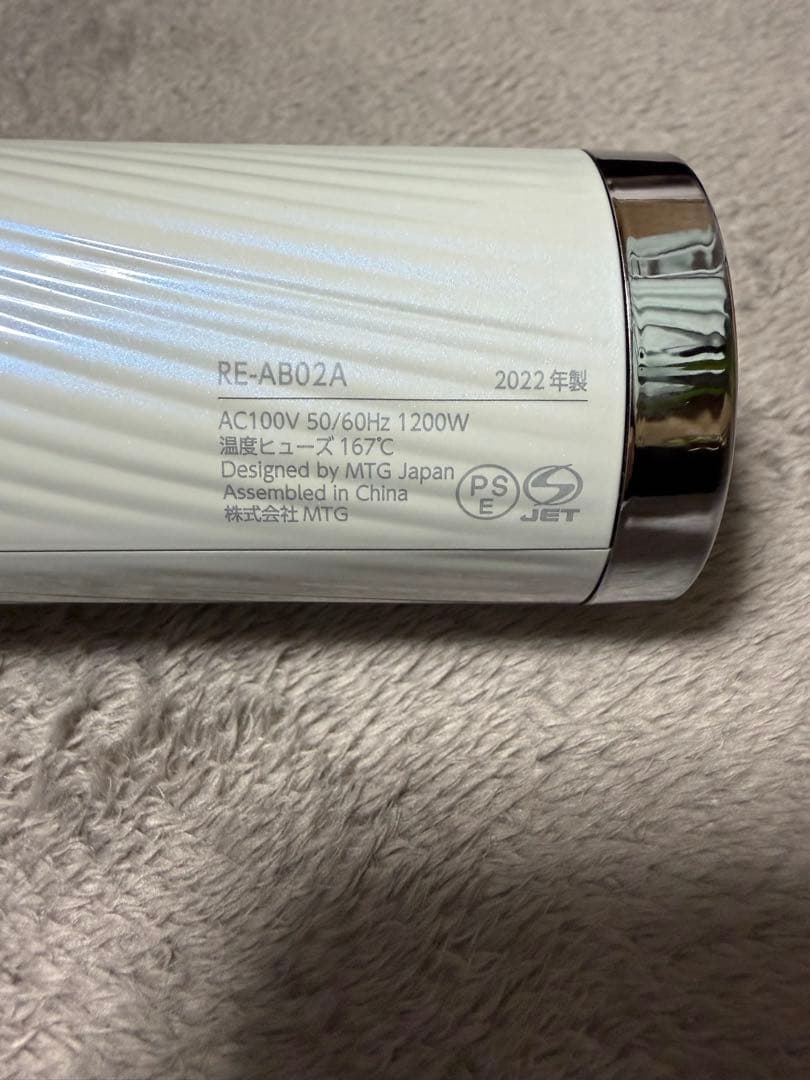 RE-AB02A 2022年製
AC100V 50/60Hz 1200W
温度ヒューズ 167℃
Designed by MTG Japan
Assembled in China
株式会社 MTG
PS
E
JET